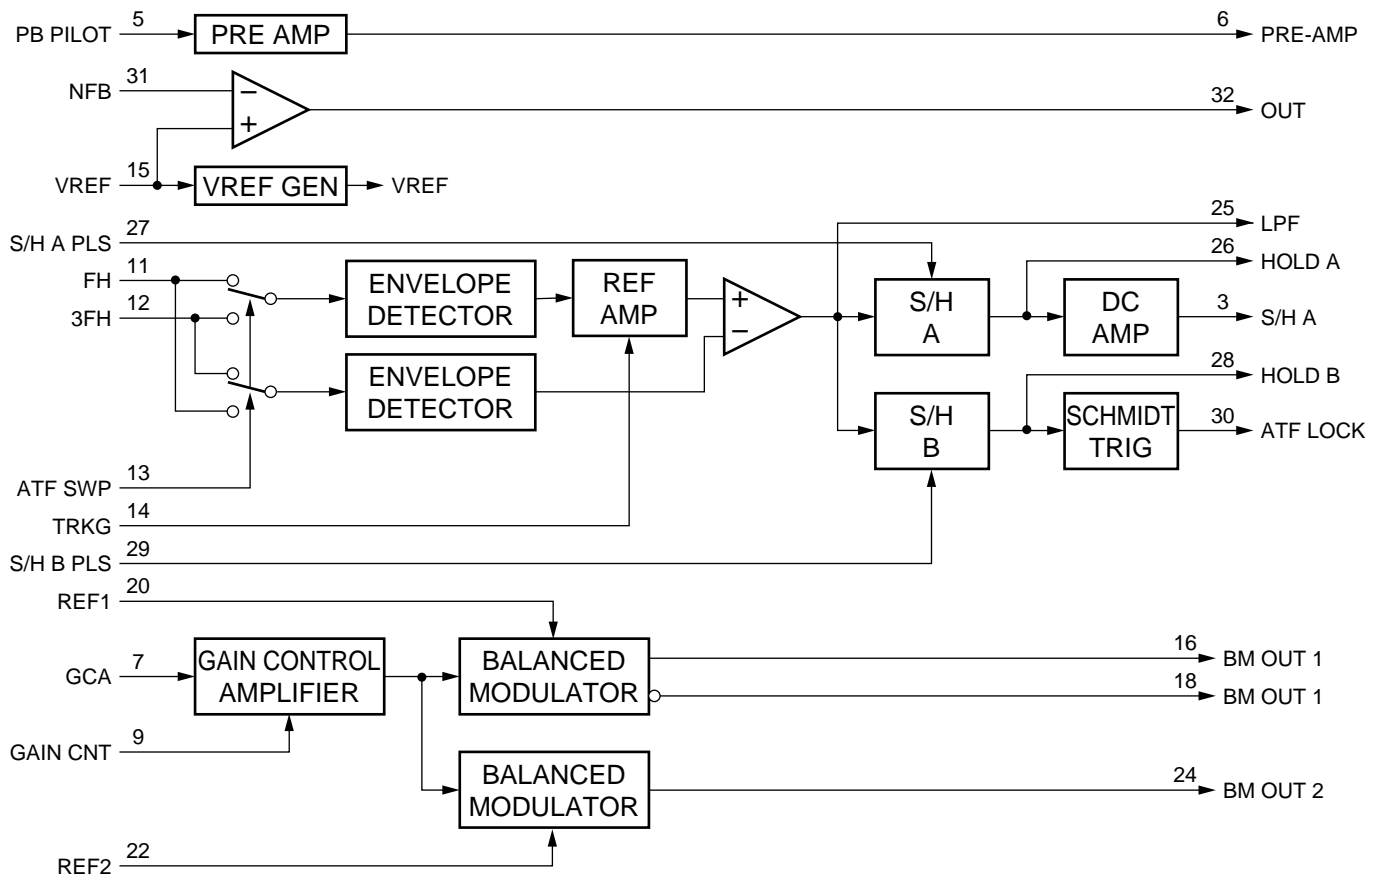 PB PILOT 5 PRE AMP 6 PRE-AMP
NFB 31 − + 32 OUT
VREF 15 VREF GEN VREF
25 LPF
S/H A PLS 27
26 HOLD A
FH 11
3FH 12
ENVELOPE
DETECTOR
REF
AMP
+
−
S/H
A
DC
AMP
3 S/H A
ENVELOPE
DETECTOR
28 HOLD B
S/H
B
SCHMIDT
TRIG
30 ATF LOCK
ATF SWP 13
TRKG 14
S/H B PLS 29
REF1 20
GCA 7
GAIN CONTROL
AMPLIFIER
BALANCED
MODULATOR
16 BM OUT 1
18 BM OUT 1
GAIN CNT 9
BALANCED
MODULATOR
24 BM OUT 2
REF2 22